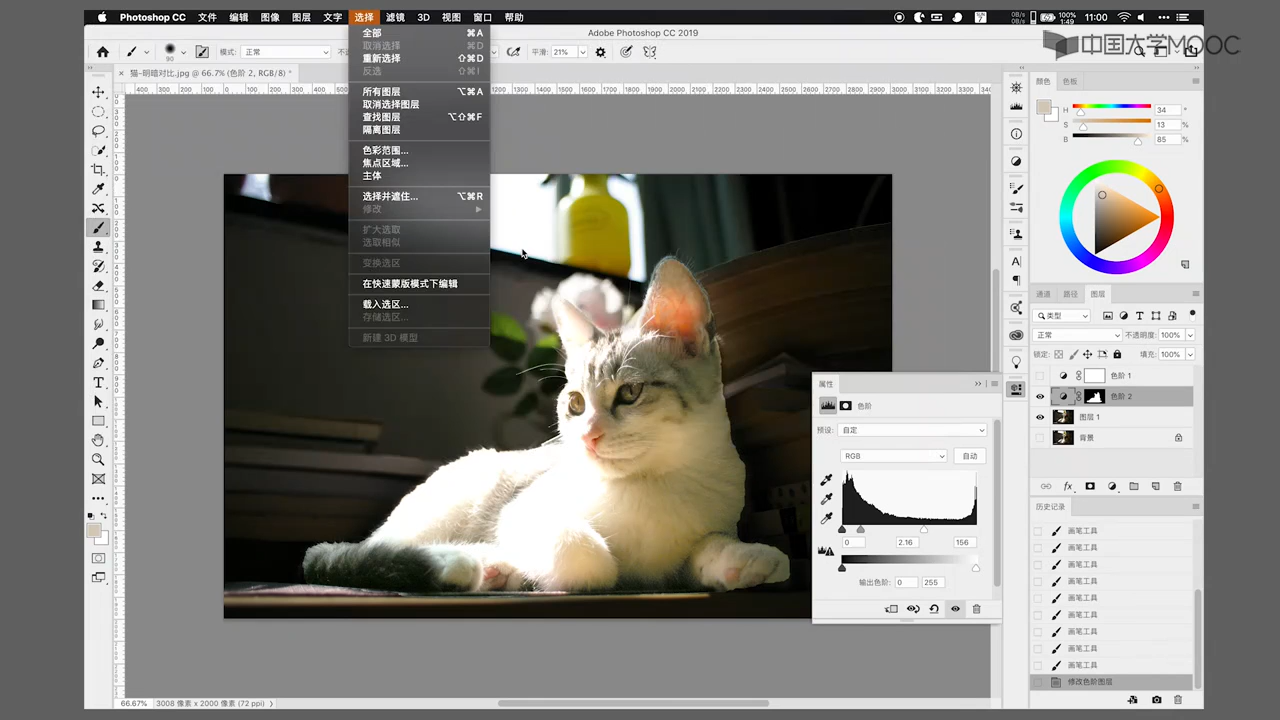 Photoshop CC 文件 编辑 图像 图层 文字 选择 滤镜 3D 视图 窗口 帮助 0B/s 0B/s 100% 1:49 11:00
Adobe Photoshop CC 2019
中国大学MOOC
90 模式: 正常 平滑: 21%
× 猫-明暗对比.jpg @ 66.7% (色阶 2, RGB/8) *
全部 ⌘A
取消选择 ⌘D
重新选择 ⇧⌘D
反选 ⇧⌘I
所有图层 ⌥⌘A
取消选择图层
查找图层 ⌥⇧⌘F
隔离图层
色彩范围...
焦点区域...
主体
选择并遮住... ⌥⌘R
修改
扩大选取
选取相似
变换选区
在快速蒙版模式下编辑
载入选区...
存储选区...
新建 3D 模型
颜色 色板
H 34 °
S 13 %
B 85 %
通道 路径 图层
类型
正常 不透明度: 100%
锁定: 填充: 100%
色阶 1
色阶 2
图层 1
背景
属性
色阶
预设: 自定
RGB 自动
0 2.16 156
输出色阶: 0 255
历史记录
画笔工具
画笔工具
画笔工具
画笔工具
画笔工具
画笔工具
画笔工具
画笔工具
画笔工具
修改色阶图层
66.67% 3008 像素 x 2000 像素 (72 ppi)